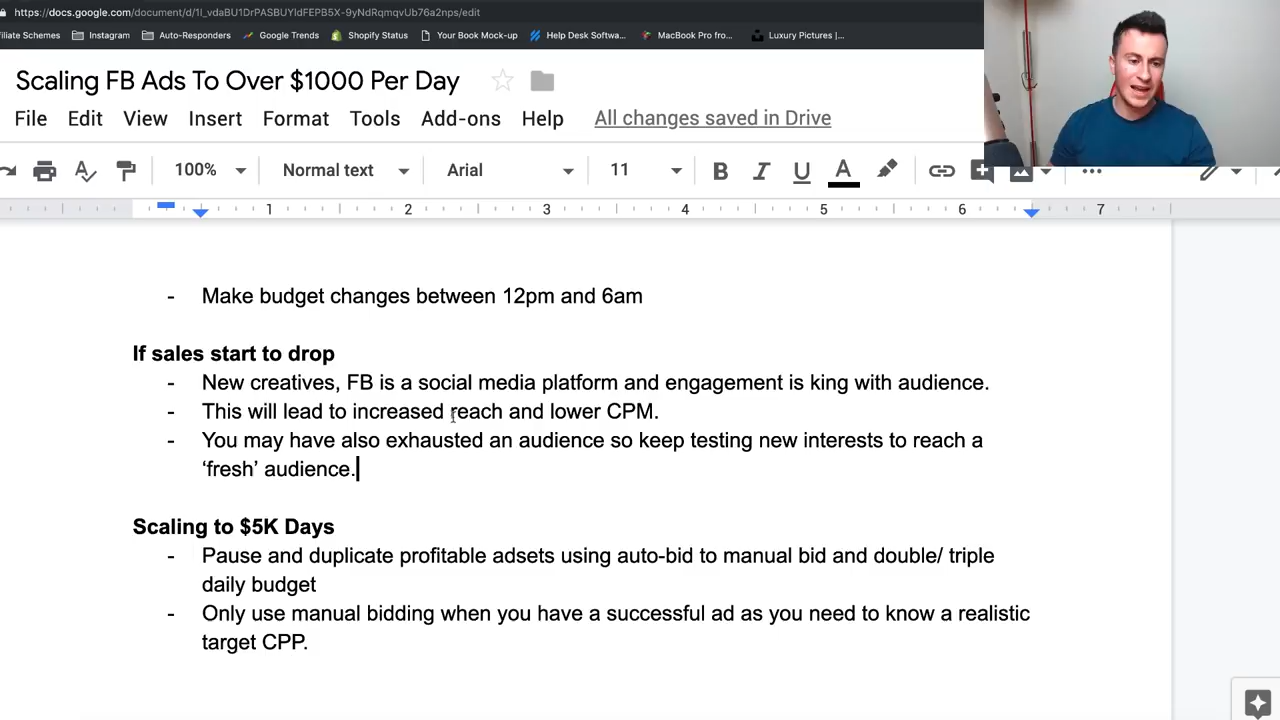 https://docs.google.com/document/d/1l_vdaBU1DrPASBUYIdFEPB5X-9yNdRqmqvUb76a2nps/edit
filiate Schemes Instagram Auto-Responders Google Trends Shopify Status Your Book Mock-up Help Desk Softwa... MacBook Pro fro... Luxury Pictures |...
Scaling FB Ads To Over $1000 Per Day
File Edit View Insert Format Tools Add-ons Help All changes saved in Drive
100% Normal text Arial 11 B I U A
1 2 3 4 5 6 7
- Make budget changes between 12pm and 6am
If sales start to drop
- New creatives, FB is a social media platform and engagement is king with audience.
- This will lead to increased reach and lower CPM.
- You may have also exhausted an audience so keep testing new interests to reach a
‘fresh’ audience.
Scaling to $5K Days
- Pause and duplicate profitable adsets using auto-bid to manual bid and double/ triple
daily budget
- Only use manual bidding when you have a successful ad as you need to know a realistic
target CPP.